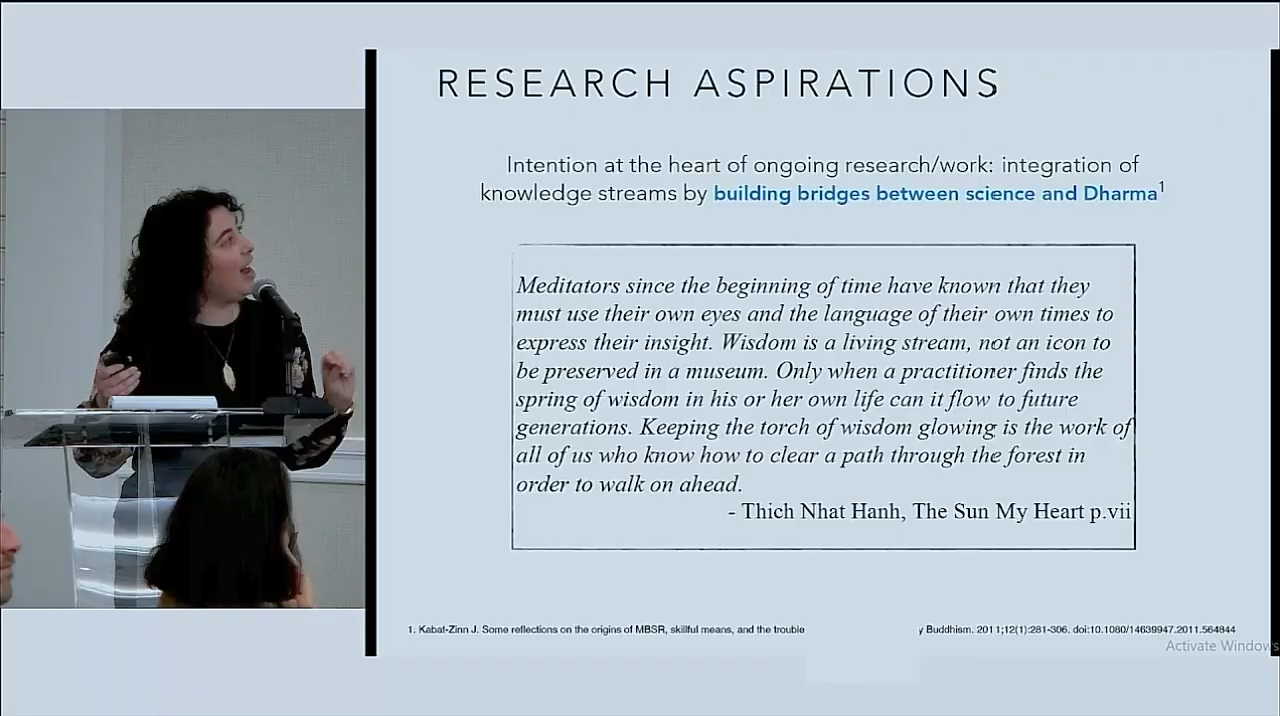 RESEARCH ASPIRATIONS
Intention at the heart of ongoing research/work: integration of
knowledge streams by building bridges between science and Dharma1
Meditators since the beginning of time have known that they
must use their own eyes and the language of their own times to
express their insight. Wisdom is a living stream, not an icon to
be preserved in a museum. Only when a practitioner finds the
spring of wisdom in his or her own life can it flow to future
generations. Keeping the torch of wisdom glowing is the work of
all of us who know how to clear a path through the forest in
order to walk on ahead.
- Thich Nhat Hanh, The Sun My Heart p.vii
1. Kabat-Zinn J. Some reflections on the origins of MBSR, skillful means, and the trouble y Buddhism. 2011;12(1):281-306. doi:10.1080/14639947.2011.564844
Activate Windows